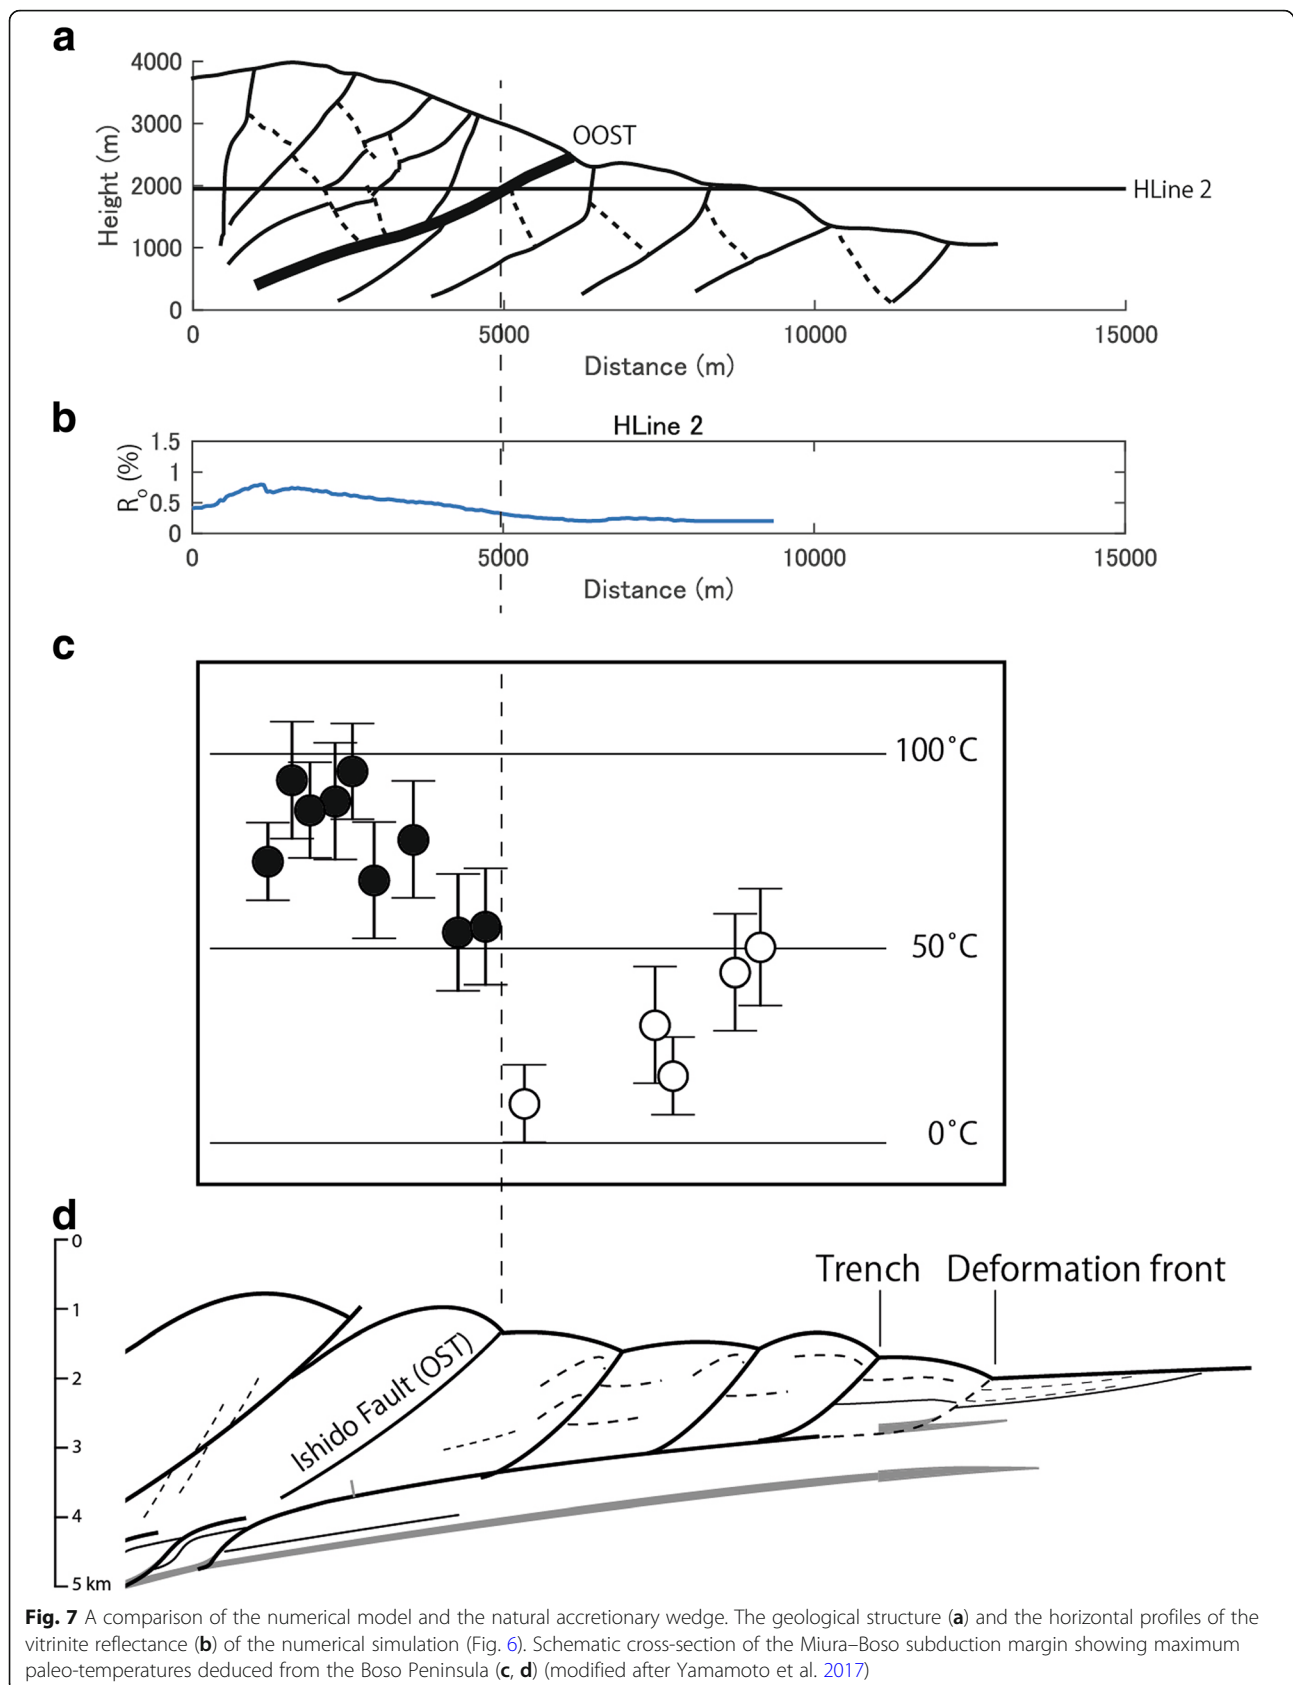 a
4000
3000
2000
1000
0
Height (m)
OOST
HLine 2
0 5000 10000 15000
Distance (m)
b
HLine 2
1.5
1
0.5
0
Ro (%)
0 5000 10000 15000
Distance (m)
c
100°C
50°C
0°C
d
0
1
2
3
4
5 km
Trench Deformation front
Ishido Fault (OST)
Fig. 7 A comparison of the numerical model and the natural accretionary wedge. The geological structure (a) and the horizontal profiles of the
vitrinite reflectance (b) of the numerical simulation (Fig. 6). Schematic cross-section of the Miura–Boso subduction margin showing maximum
paleo-temperatures deduced from the Boso Peninsula (c, d) (modified after Yamamoto et al. 2017)